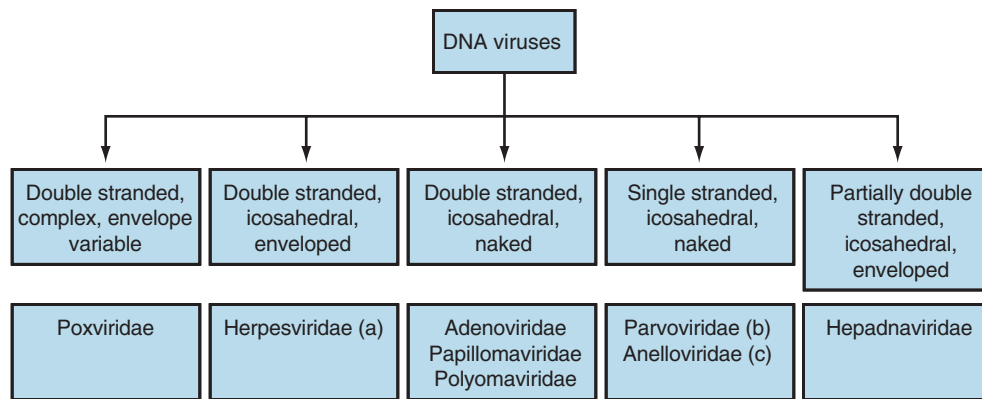 DNA viruses
Double stranded,
complex, envelope
variable
Double stranded,
icosahedral,
enveloped
Double stranded,
icosahedral,
naked
Single stranded,
icosahedral,
naked
Partially double
stranded,
icosahedral,
enveloped
Poxviridae
Herpesviridae (a)
Adenoviridae
Papillomaviridae
Polyomaviridae
Parvoviridae (b)
Anelloviridae (c)
Hepadnaviridae